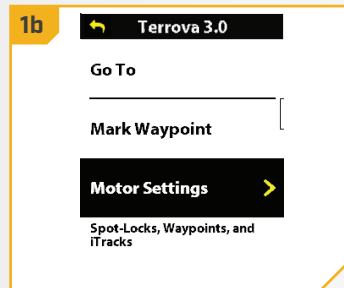 1b
Terrova 3.0
Go To
Mark Waypoint
Motor Settings
Spot-Locks, Waypoints, and
iTracks